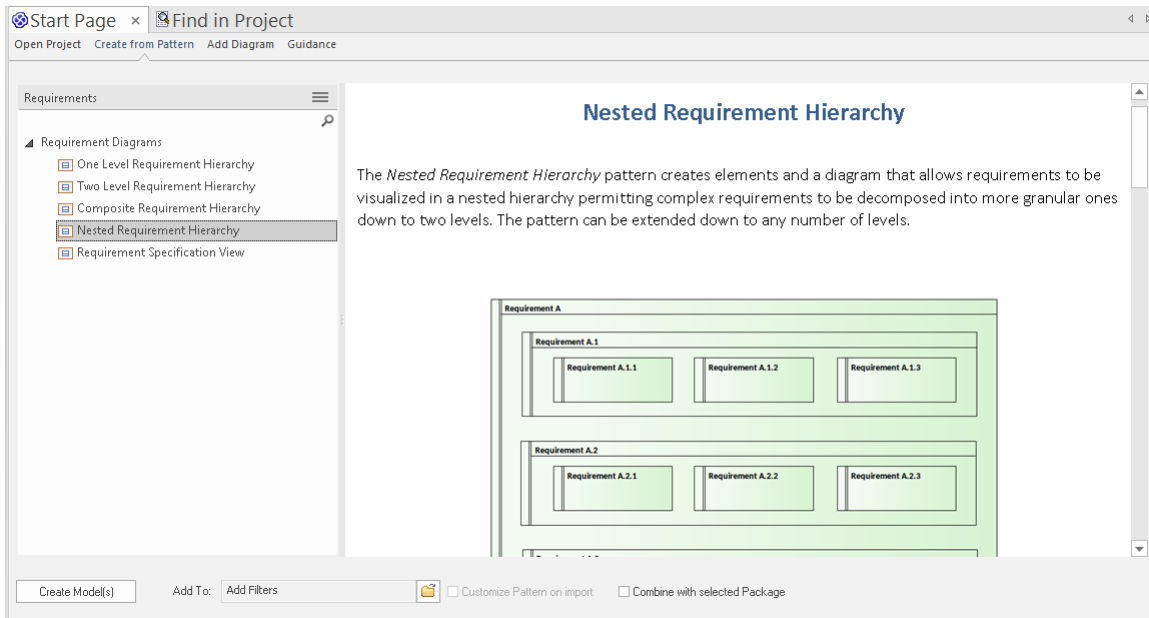 Start Page × Find in Project
Open Project Create from Pattern Add Diagram Guidance
Requirements
Requirement Diagrams
One Level Requirement Hierarchy
Two Level Requirement Hierarchy
Composite Requirement Hierarchy
Nested Requirement Hierarchy
Requirement Specification View
Nested Requirement Hierarchy
The Nested Requirement Hierarchy pattern creates elements and a diagram that allows requirements to be
visualized in a nested hierarchy permitting complex requirements to be decomposed into more granular ones
down to two levels. The pattern can be extended down to any number of levels.
Requirement A
Requirement A.1
Requirement A.1.1 Requirement A.1.2 Requirement A.1.3
Requirement A.2
Requirement A.2.1 Requirement A.2.2 Requirement A.2.3
Create Model(s) Add To: Add Filters Customize Pattern on import Combine with selected Package